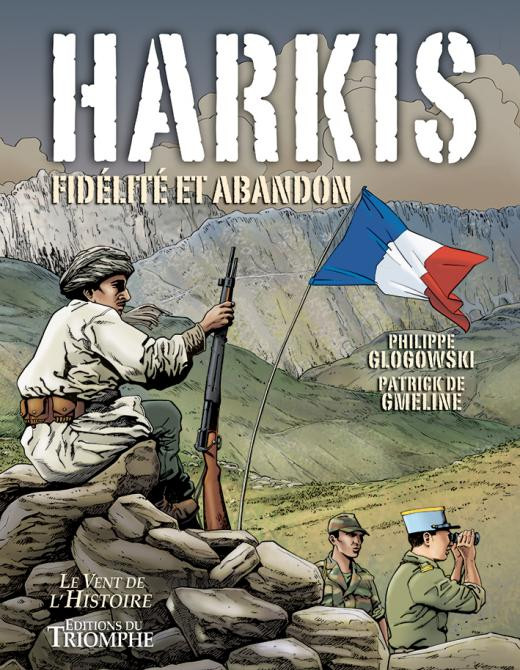 HARKIS
FIDÉLITÉ ET ABANDON
PHILIPPE
GLOGOWSKI
PATRICK DE
GMELINE
LE VENT DE
L'HISTOIRE
EDITIONS DU
TRIOMPHE